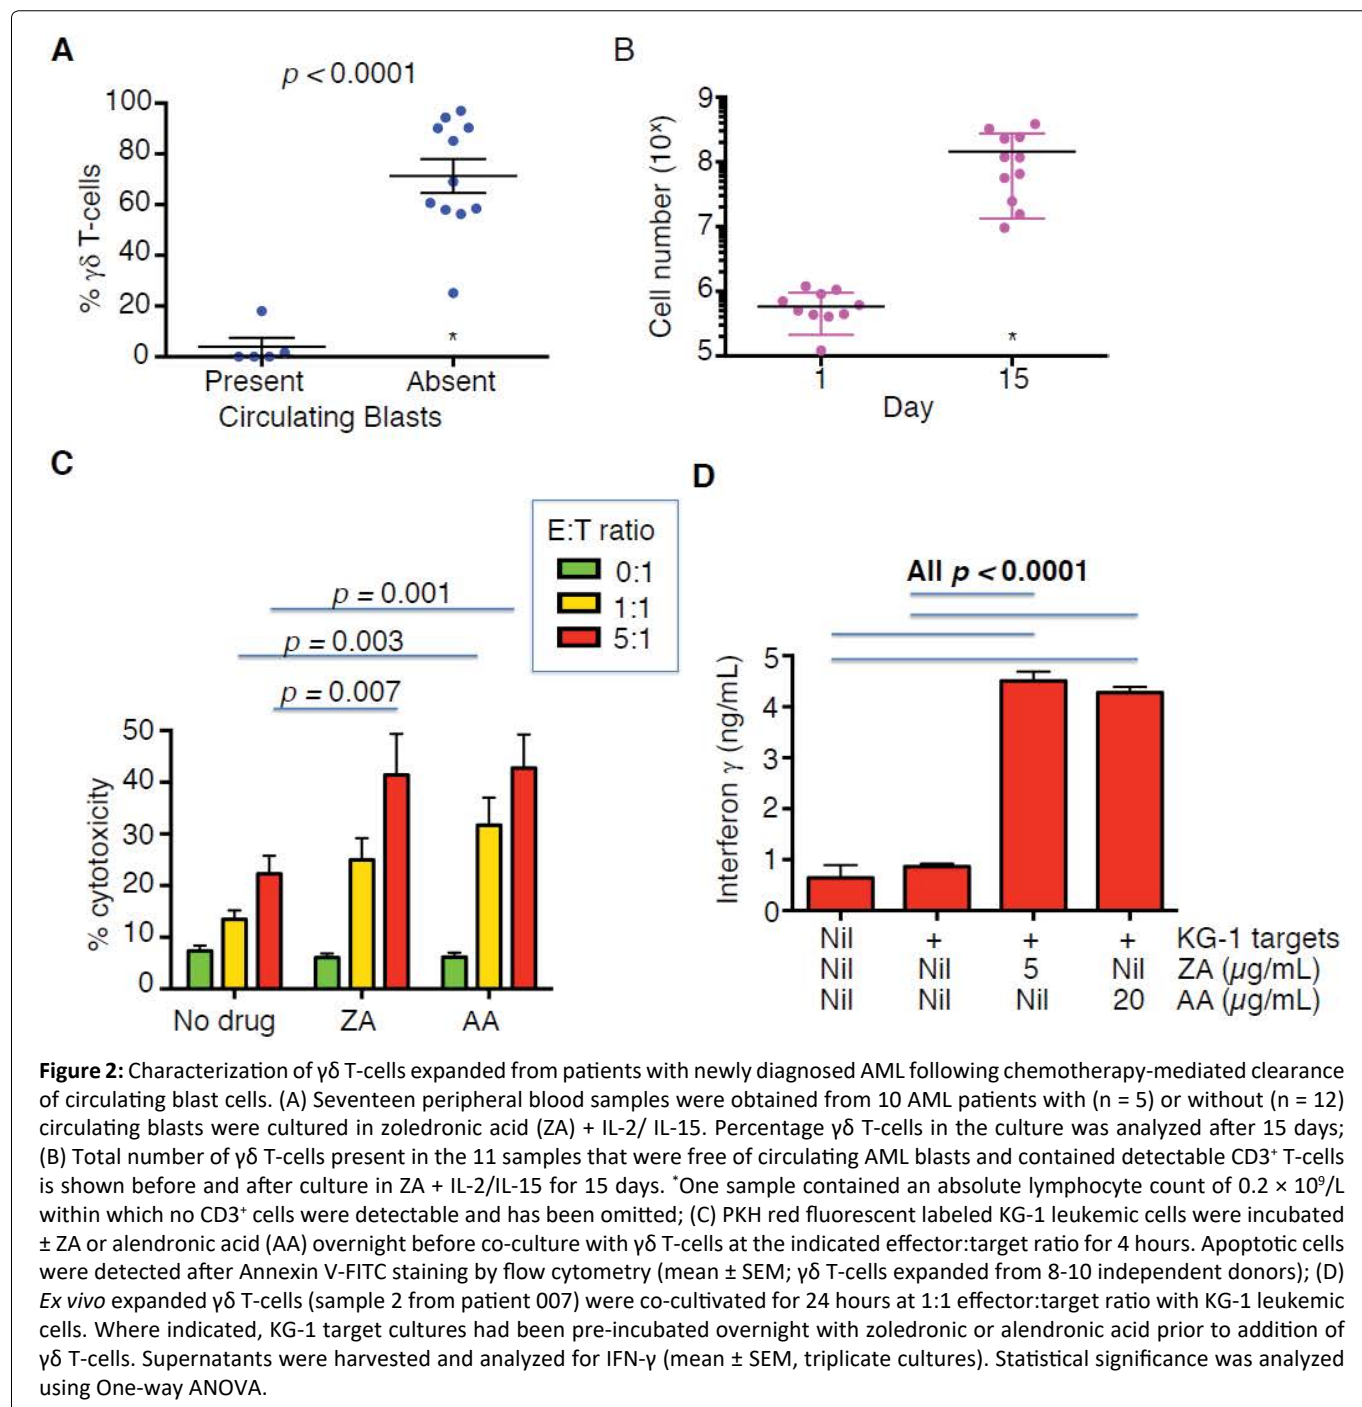 A
p < 0.0001
100
80
60
40
20
0
% γδ T-cells
*
Present
Absent
Circulating Blasts
B
9
8
7
6
5
Cell number (10ˣ)
*
1
15
Day
C
E:T ratio
0:1
1:1
5:1
p = 0.001
p = 0.003
p = 0.007
50
40
30
20
10
0
% cytotoxicity
No drug
ZA
AA
D
All p < 0.0001
5
4
3
2
1
0
Interferon γ (ng/mL)
Nil + + + KG-1 targets
Nil Nil 5 Nil ZA (µg/mL)
Nil Nil Nil 20 AA (µg/mL)
Figure 2: Characterization of γδ T-cells expanded from patients with newly diagnosed AML following chemotherapy-mediated clearance
of circulating blast cells. (A) Seventeen peripheral blood samples were obtained from 10 AML patients with (n = 5) or without (n = 12)
circulating blasts were cultured in zoledronic acid (ZA) + IL-2/ IL-15. Percentage γδ T-cells in the culture was analyzed after 15 days;
(B) Total number of γδ T-cells present in the 11 samples that were free of circulating AML blasts and contained detectable CD3⁺ T-cells
is shown before and after culture in ZA + IL-2/IL-15 for 15 days. *One sample contained an absolute lymphocyte count of 0.2 × 10⁹/L
within which no CD3⁺ cells were detectable and has been omitted; (C) PKH red fluorescent labeled KG-1 leukemic cells were incubated
± ZA or alendronic acid (AA) overnight before co-culture with γδ T-cells at the indicated effector:target ratio for 4 hours. Apoptotic cells
were detected after Annexin V-FITC staining by flow cytometry (mean ± SEM; γδ T-cells expanded from 8-10 independent donors); (D)
Ex vivo expanded γδ T-cells (sample 2 from patient 007) were co-cultivated for 24 hours at 1:1 effector:target ratio with KG-1 leukemic
cells. Where indicated, KG-1 target cultures had been pre-incubated overnight with zoledronic or alendronic acid prior to addition of
γδ T-cells. Supernatants were harvested and analyzed for IFN-γ (mean ± SEM, triplicate cultures). Statistical significance was analyzed
using One-way ANOVA.